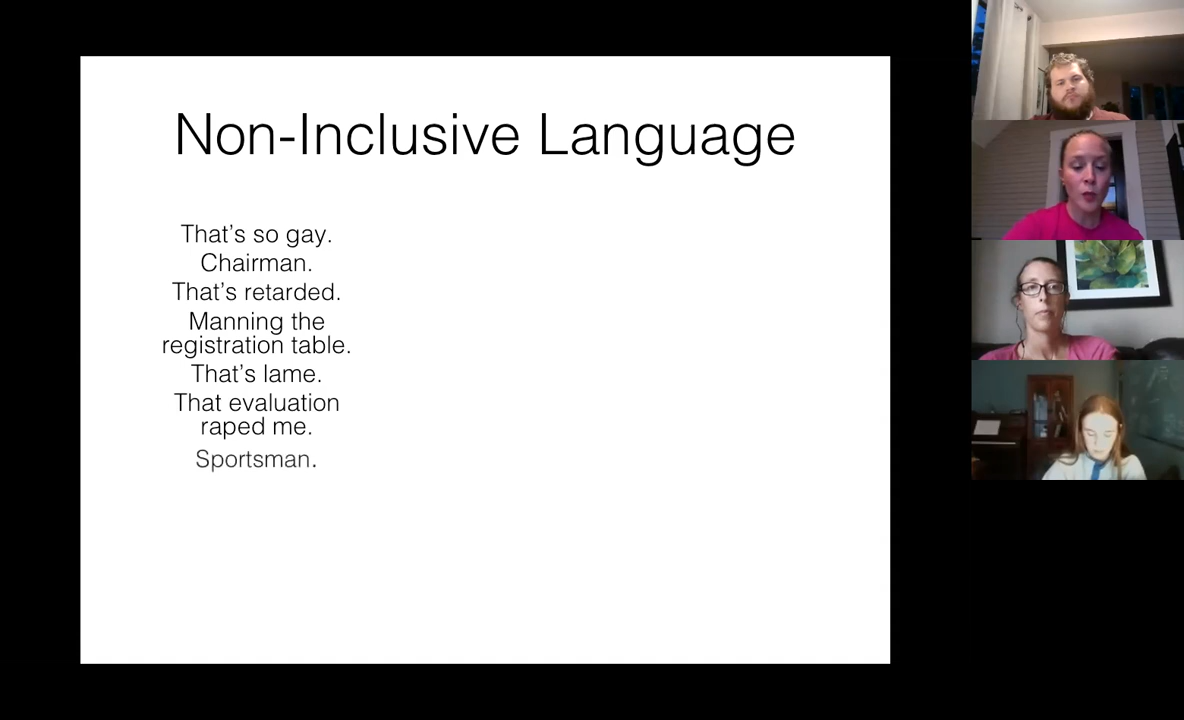 Non-Inclusive Language
That's so gay.
Chairman.
That's retarded.
Manning the
registration table.
That's lame.
That evaluation
raped me.
Sportsman.